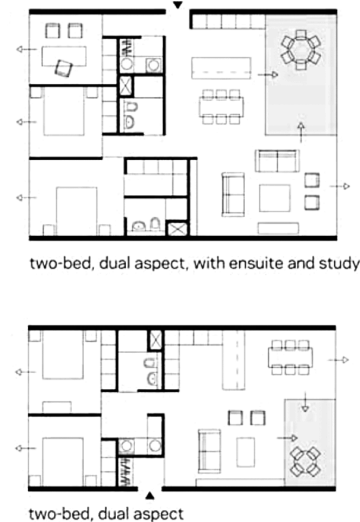 two-bed, dual aspect, with ensuite and study
two-bed, dual aspect